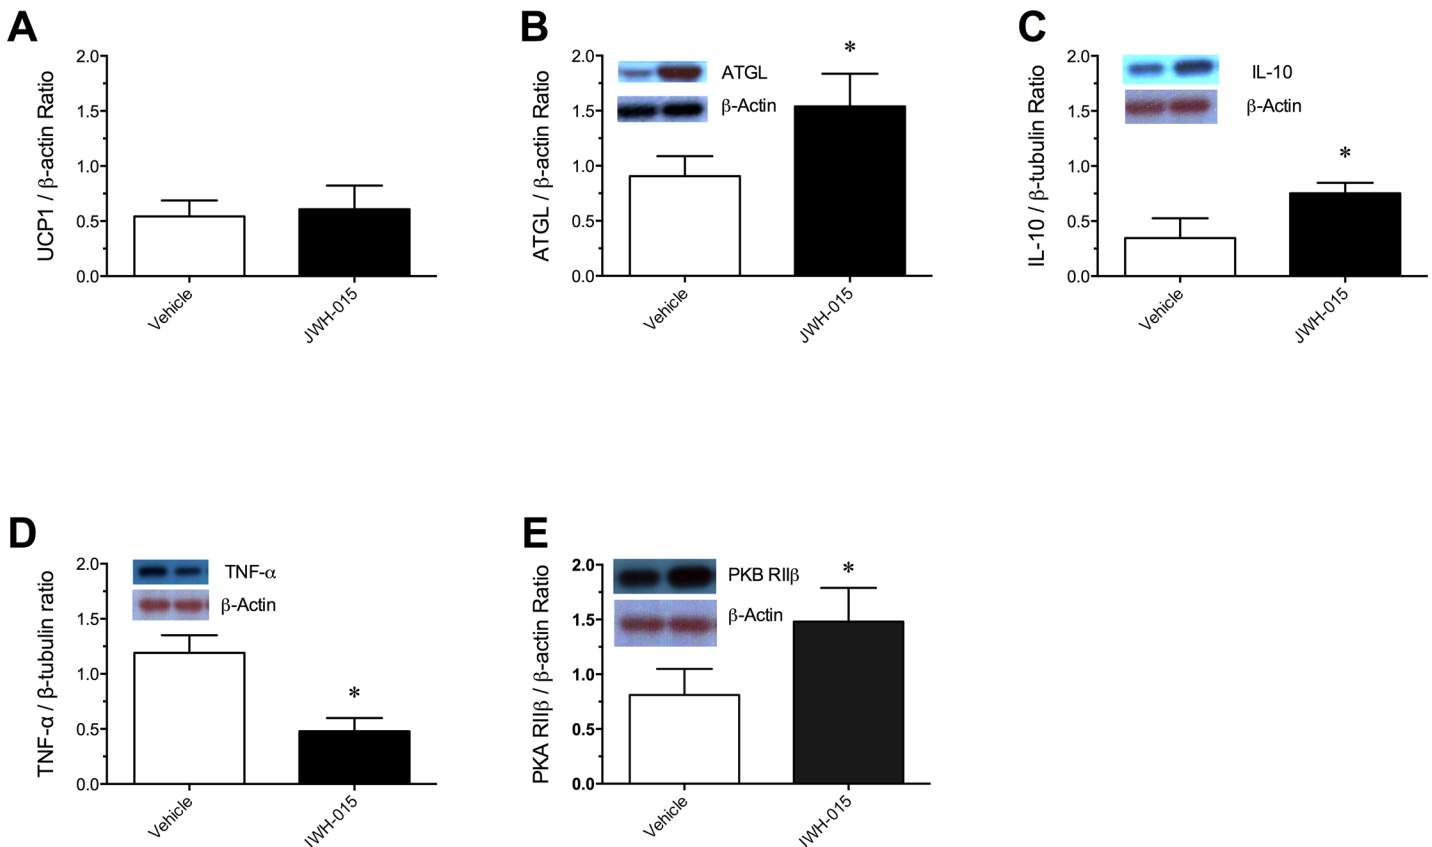 A
UCP1 / β-actin Ratio
2.0
1.5
1.0
0.5
0.0
Vehicle
JWH-015
B
ATGL / β-actin Ratio
2.0
1.5
1.0
0.5
0.0
ATGL
β-Actin
*
Vehicle
JWH-015
C
IL-10 / β-tubulin Ratio
2.0
1.5
1.0
0.5
0.0
IL-10
β-Actin
*
Vehicle
JWH-015
D
TNF-α / β-tubulin ratio
2.0
1.5
1.0
0.5
0.0
TNF-α
β-Actin
*
Vehicle
JWH-015
E
PKA RIIβ / β-actin Ratio
2.0
1.5
1.0
0.5
0.0
PKB RIIβ
β-Actin
*
Vehicle
JWH-015